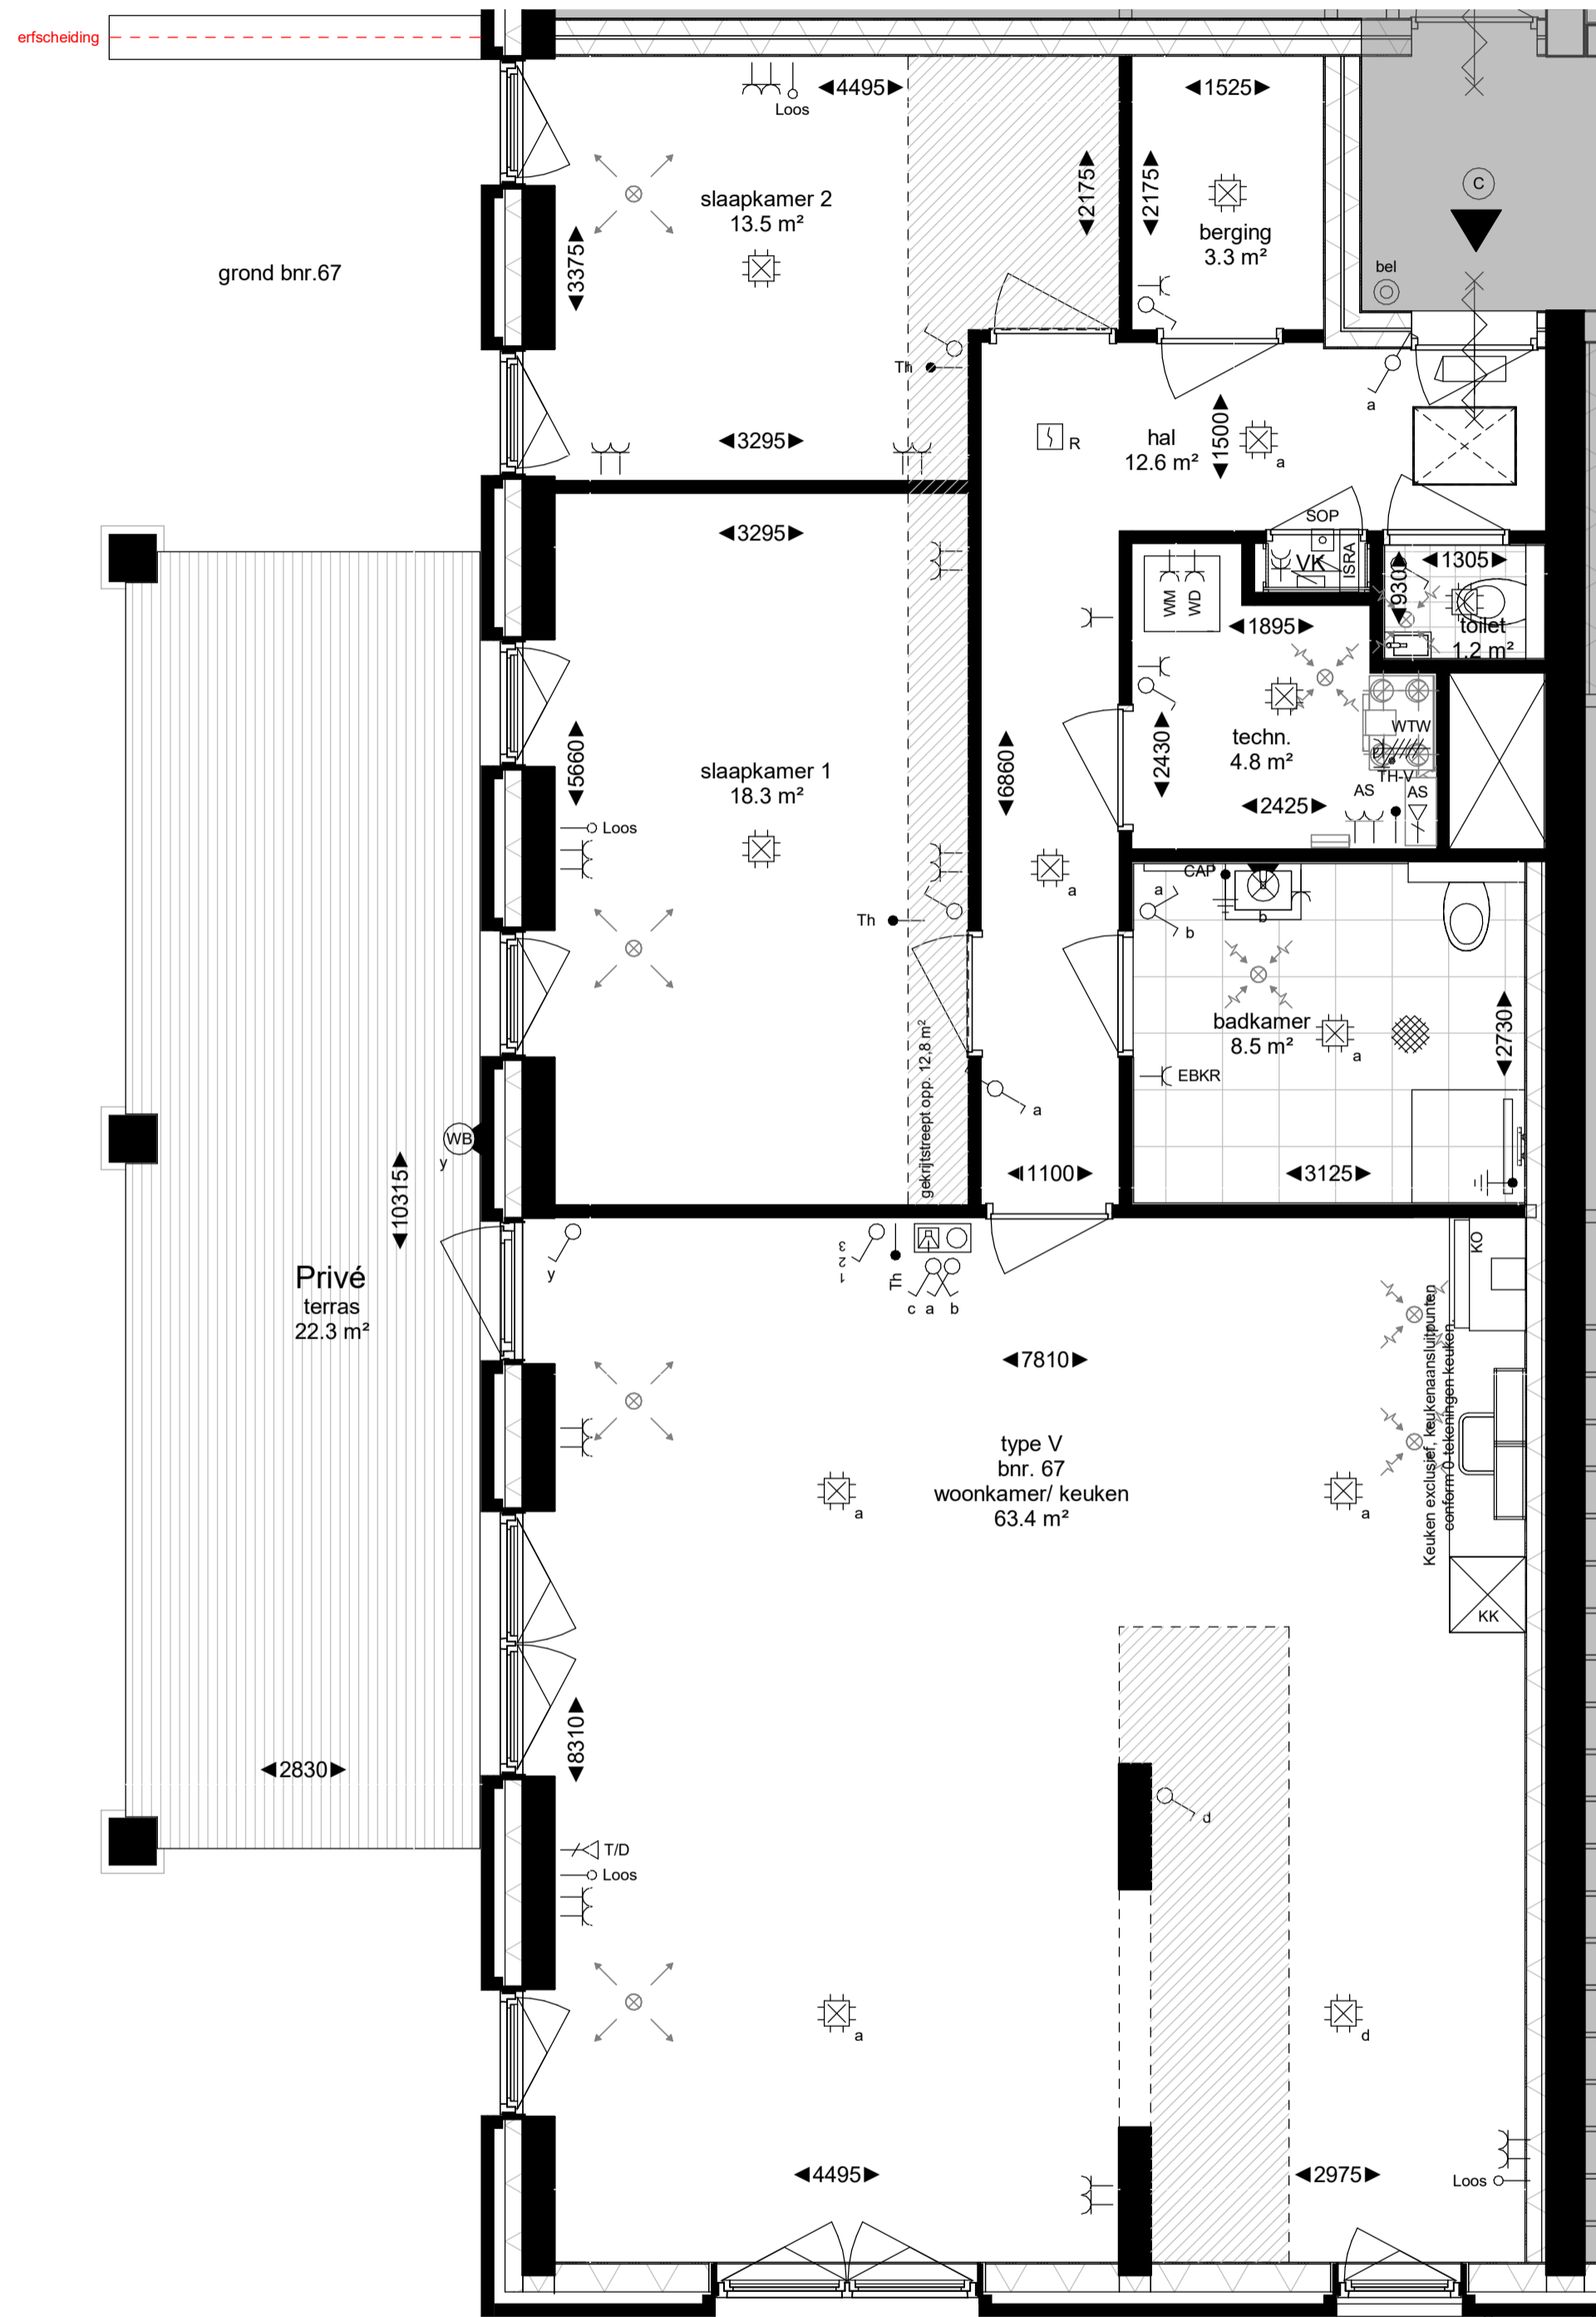 erfscheiding
◄4495►
Loos
◄1525►
◄2175►
◄2175►
C
slaapkamer 2
13.5 m²
berging
3.3 m²
bel
grond bnr.67
◄3375►
Th
a
◄3295►
R
hal
12.6 m²
◄1500►
a
◄3295►
SOP
VK
ISRA
◄1305►
◄930►
WM
WD
◄1895►
toilet
1.2 m²
◄5660►
slaapkamer 1
18.3 m²
◄6860►
◄2430►
techn.
4.8 m²
WTW
TH-V
AS
AS
◄2425►
Loos
a
CAP
b
a
b
Th
badkamer
8.5 m²
a
◄2730►
EBKR
gekrijtstreept opp. 12,8 m²
a
WB
y
◄10315►
◄1100►
◄3125►
y
1 2 3
Th
c a b
KO
Privé
terras
22.3 m²
◄7810►
Keuken exclusief, keukenaansluitpunten
conform 0-tekeningen keuken.
type V
bnr. 67
woonkamer/ keuken
63.4 m²
a
a
KK
◄8310►
◄2830►
d
T/D
Loos
a
d
◄4495►
◄2975►
Loos